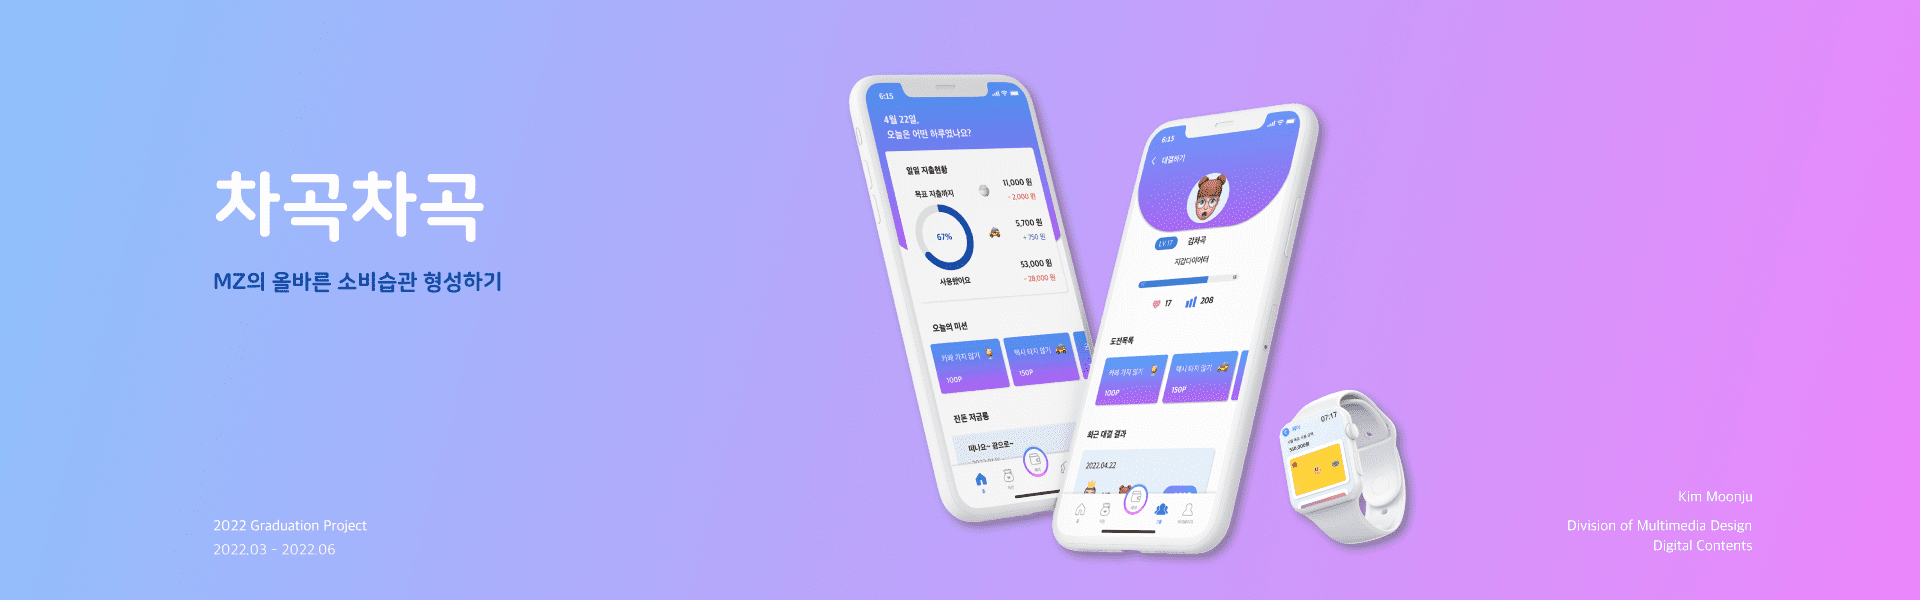 차곡차곡
MZ의 올바른 소비습관 형성하기
2022 Graduation Project
2022.03 - 2022.06
6:15
4월 22일,
오늘은 어떤 하루였나요?
일일 지출현황
목표 지출까지
67%
사용했어요
11,000 원
- 2,000 원
5,700 원
+ 750 원
53,000 원
- 28,000 원
오늘의 미션
카페 가지 않기
100P
택시 타지 않기
150P
잔돈 저금통
떠나요~ 괌으로~
홈
6:15
대결하기
LV.17 김차곡
지갑다이어터
17 208
도전목록
카페 가지 않기
100P
택시 타지 않기
150P
최근 대결 결과
2022.04.22
07:17
Kim Moonju
Division of Multimedia Design
Digital Contents